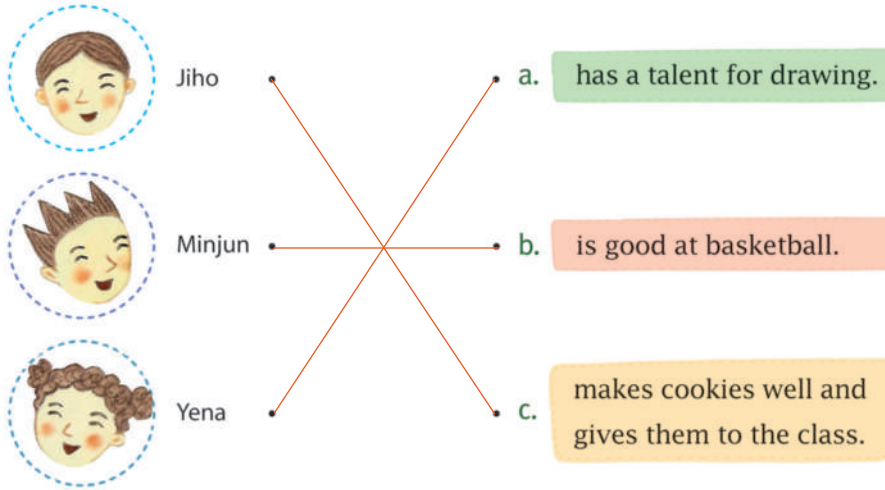 Jiho
a. has a talent for drawing.
Minjun
b. is good at basketball.
Yena
c. makes cookies well and
gives them to the class.